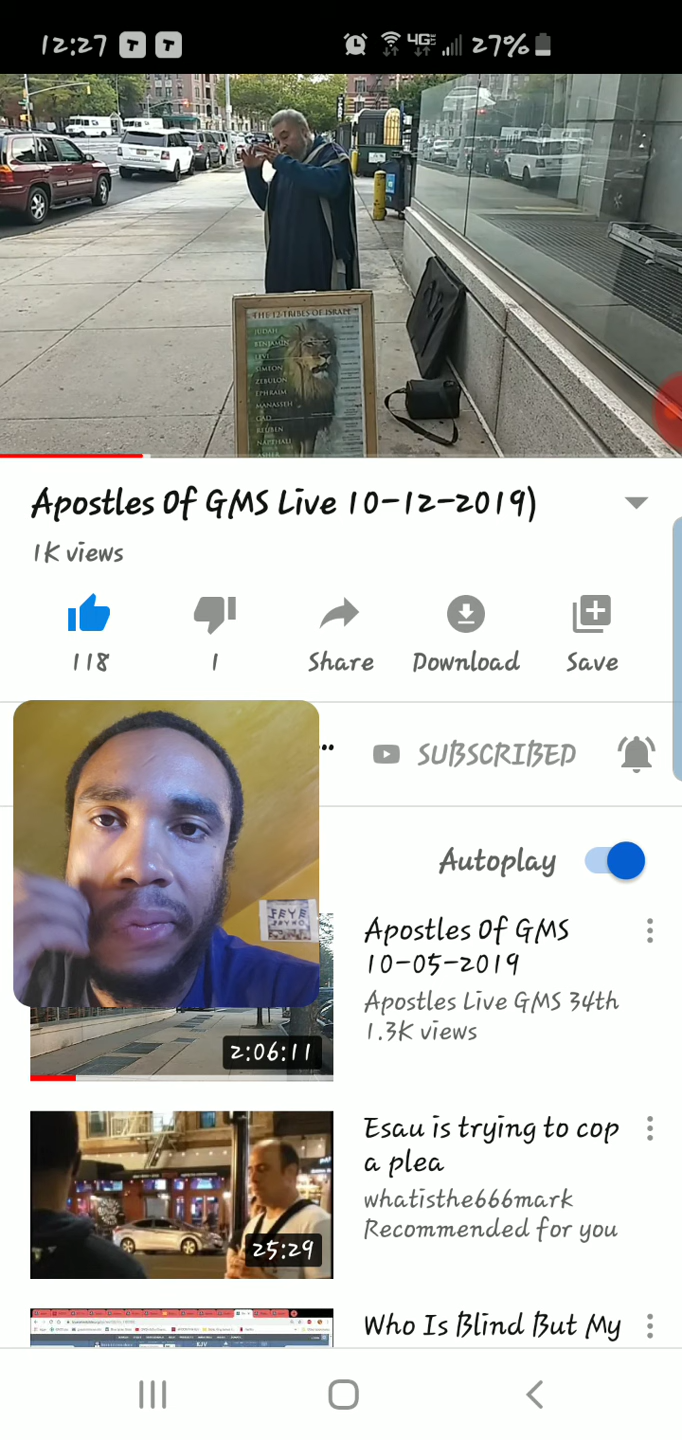 12:27
4G LTE
27%
THE 12 TRIBES OF ISRAEL
JUDAH
BENJAMIN
LEVI
SIMEON
ZEBULON
EPHRAIM
MANASSEH
GAD
REUBEN
NAPTHALI
ASHER
Apostles Of GMS Live 10-12-2019)
1K views
118
1
Share
Download
Save
...
SUBSCRIBED
Autoplay
Apostles Of GMS
10-05-2019
Apostles Live GMS 34th
1.3K views
2:06:11
Esau is trying to cop
a plea
whatisthe666mark
Recommended for you
25:29
Who Is Blind But My